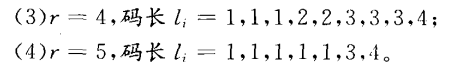 (3)r = 4,码长 lᵢ = 1,1,1,2,2,3,3,3,4;
(4)r = 5,码长 lᵢ = 1,1,1,1,1,3,4。